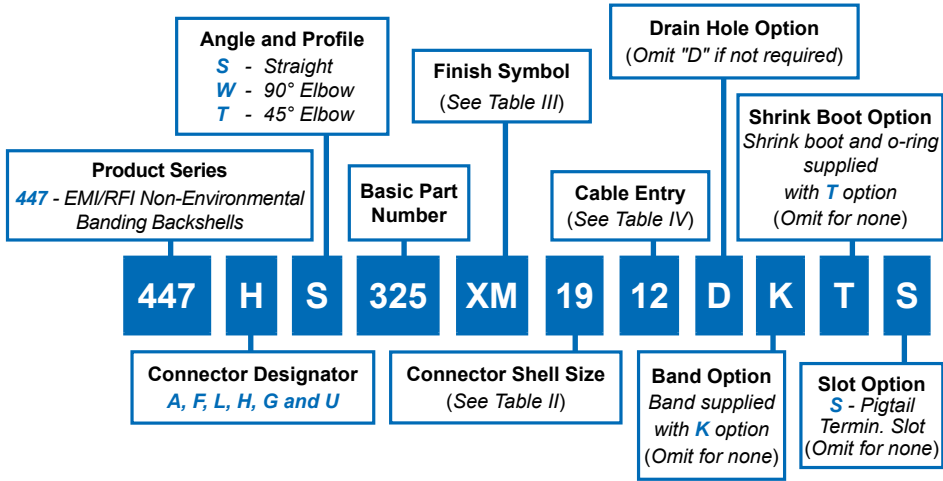 Angle and Profile
S - Straight
W - 90° Elbow
T - 45° Elbow
Finish Symbol
(See Table III)
Drain Hole Option
(Omit "D" if not required)
Product Series
447 - EMI/RFI Non-Environmental
Banding Backshells
Basic Part
Number
Cable Entry
(See Table IV)
Shrink Boot Option
Shrink boot and o-ring
supplied
with T option
(Omit for none)
447 H S 325 XM 19 12 D K T S
Connector Designator
A, F, L, H, G and U
Connector Shell Size
(See Table II)
Band Option
Band supplied
with K option
(Omit for none)
Slot Option
S - Pigtail
Termin. Slot
(Omit for none)